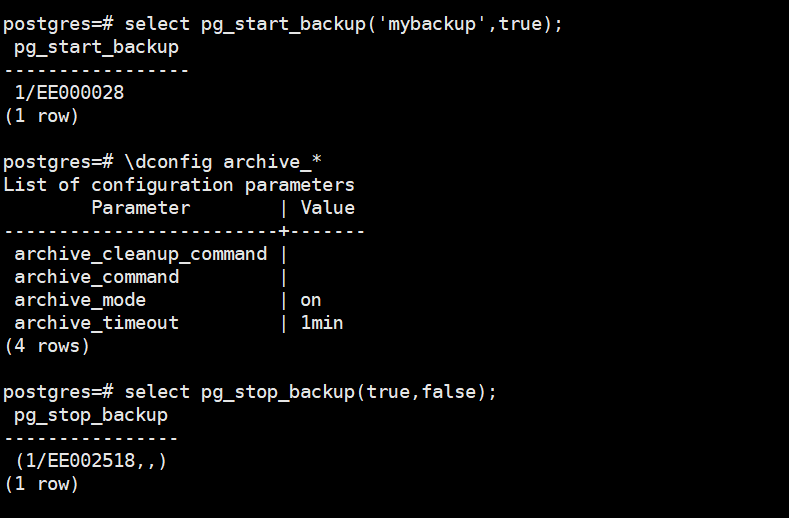 postgres=# select pg_start_backup('mybackup',true);
 pg_start_backup
-----------------
 1/EE000028
(1 row)

postgres=# \dconfig archive_*
List of configuration parameters
        Parameter        | Value
-------------------------+-------
 archive_cleanup_command |
 archive_command         |
 archive_mode            | on
 archive_timeout         | 1min
(4 rows)

postgres=# select pg_stop_backup(true,false);
 pg_stop_backup
----------------
 (1/EE002518,,)
(1 row)